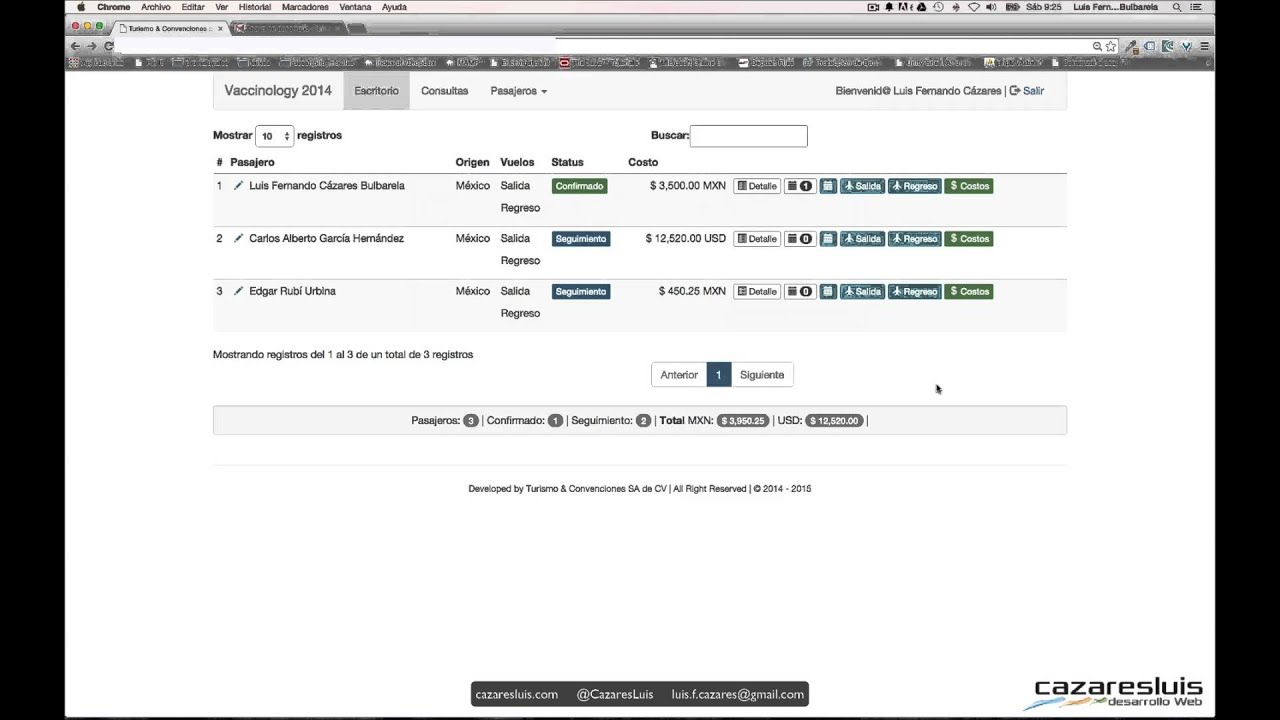 Chrome Archivo Editar Ver Historial Marcadores Ventana Ayuda Sáb 9:25 Luis Fern...Bulbarela
Turismo & Convenciones ::
Vaccinology 2014 Escritorio Consultas Pasajeros Bienvenid@ Luis Fernando Cázares | Salir
Mostrar 10 registros Buscar:
# Pasajero Origen Vuelos Status Costo
1 Luis Fernando Cázares Bulbarela México Salida Confirmado $ 3,500.00 MXN Detalle 1 Salida Regreso $ Costos
Regreso
2 Carlos Alberto García Hernández México Salida Seguimiento $ 12,520.00 USD Detalle 0 Salida Regreso $ Costos
Regreso
3 Edgar Rubí Urbina México Salida Seguimiento $ 450.25 MXN Detalle 0 Salida Regreso $ Costos
Regreso
Mostrando registros del 1 al 3 de un total de 3 registros
Anterior 1 Siguiente
Pasajeros: 3 | Confirmado: 1 | Seguimiento: 2 | Total MXN: $ 3,950.25 | USD: $ 12,520.00 |
Developed by Turismo & Convenciones SA de CV | All Right Reserved | © 2014 - 2015
cazaresluis.com @CazaresLuis luis.f.cazares@gmail.com
cazaresluis
desarrollo Web